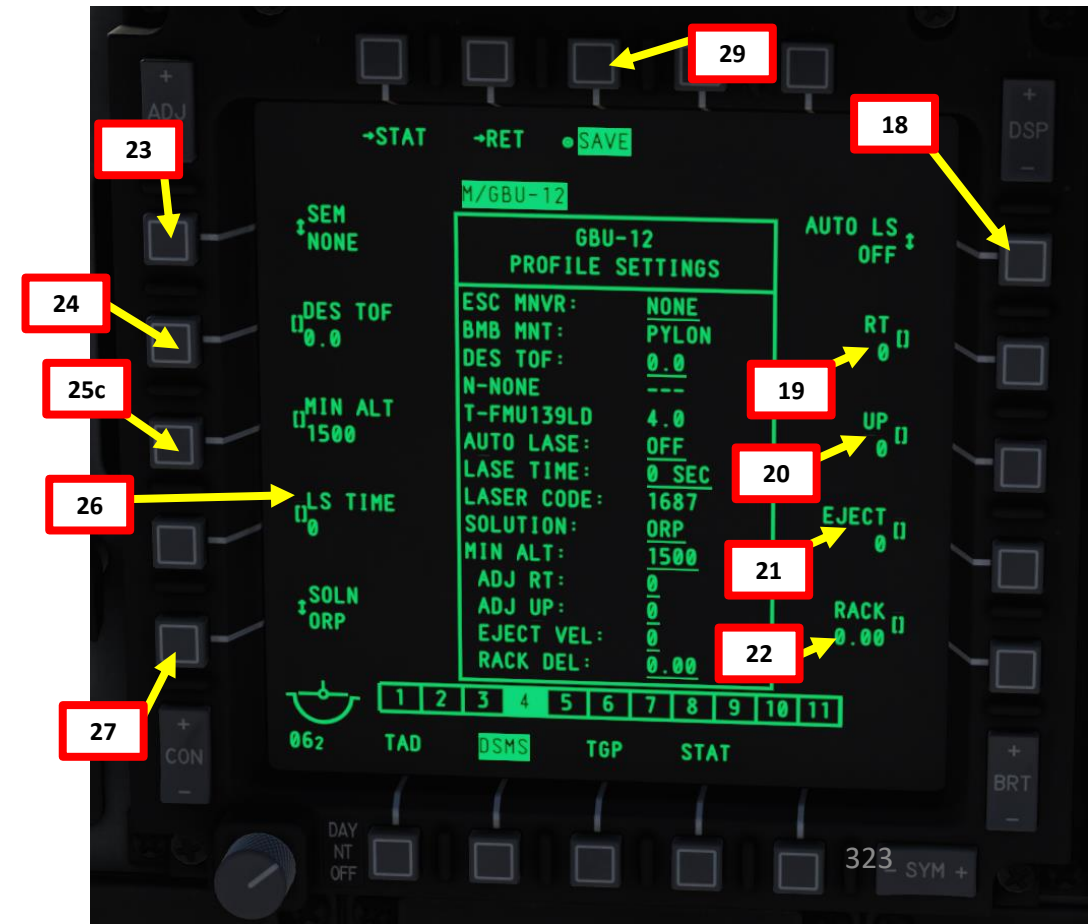 29
18
23
+
ADJ
+
DSP
-
→STAT →RET SAVE
M/GBU-12
↕SEM
NONE
GBU-12
PROFILE SETTINGS
AUTO LS↕
OFF
24
[]DES TOF
0.0
ESC MNVR: NONE
BMB MNT: PYLON
DES TOF: 0.0
N-NONE ---
T-FMU139LD 4.0
AUTO LASE: OFF
LASE TIME: 0 SEC
LASER CODE: 1687
SOLUTION: ORP
MIN ALT: 1500
ADJ RT: 0
ADJ UP: 0
EJECT VEL: 0
RACK DEL: 0.00
RT []
0
19
25c
[]MIN ALT
1500
UP []
0
20
26
[]LS TIME
0
EJECT []
0
21
↕SOLN
ORP
RACK []
0.00
22
27
1 2 3 4 5 6 7 8 9 10 11
062 TAD DSMS TGP STAT
+
CON
-
+
BRT
-
DAY
NT
OFF
323
- SYM +